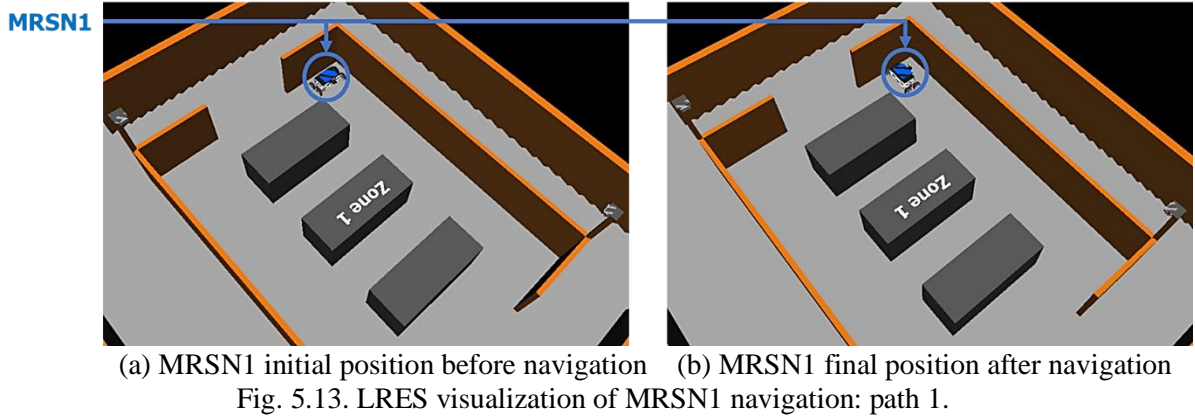 MRSN1
Zone 1
Zone 1
(a) MRSN1 initial position before navigation
(b) MRSN1 final position after navigation
Fig. 5.13. LRES visualization of MRSN1 navigation: path 1.